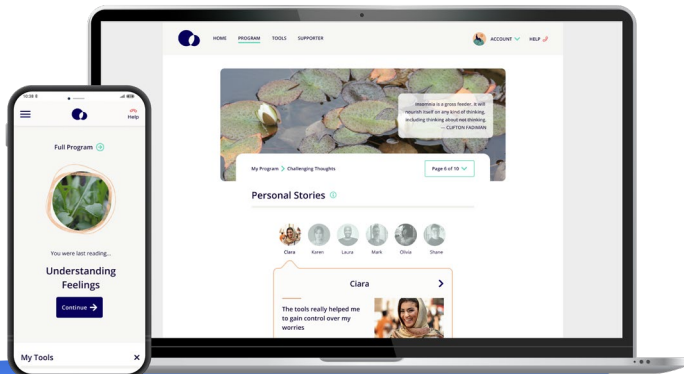 HOME PROGRAM TOOLS SUPPORTER ACCOUNT HELP
Insomnia is a gross feeder. It will
nourish itself on any kind of thinking,
including thinking about not thinking.
— CLIFTON FADIMAN
My Program > Challenging Thoughts
Page 6 of 10
Personal Stories
Ciara Karen Laura Mark Olivia Shane
Ciara
The tools really helped me
to gain control over my
worries
Help
Full Program
You were last reading...
Understanding
Feelings
Continue
My Tools